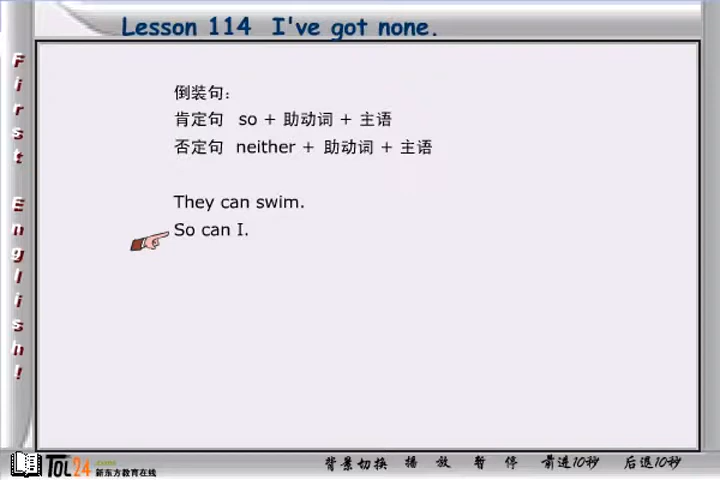 Lesson 114 I've got none.
First English!
倒装句：
肯定句 so + 助动词 + 主语
否定句 neither + 助动词 + 主语
They can swim.
So can I.
TOL24.com
新东方教育在线
背景切换 播放 暂停 前进10秒 后退10秒